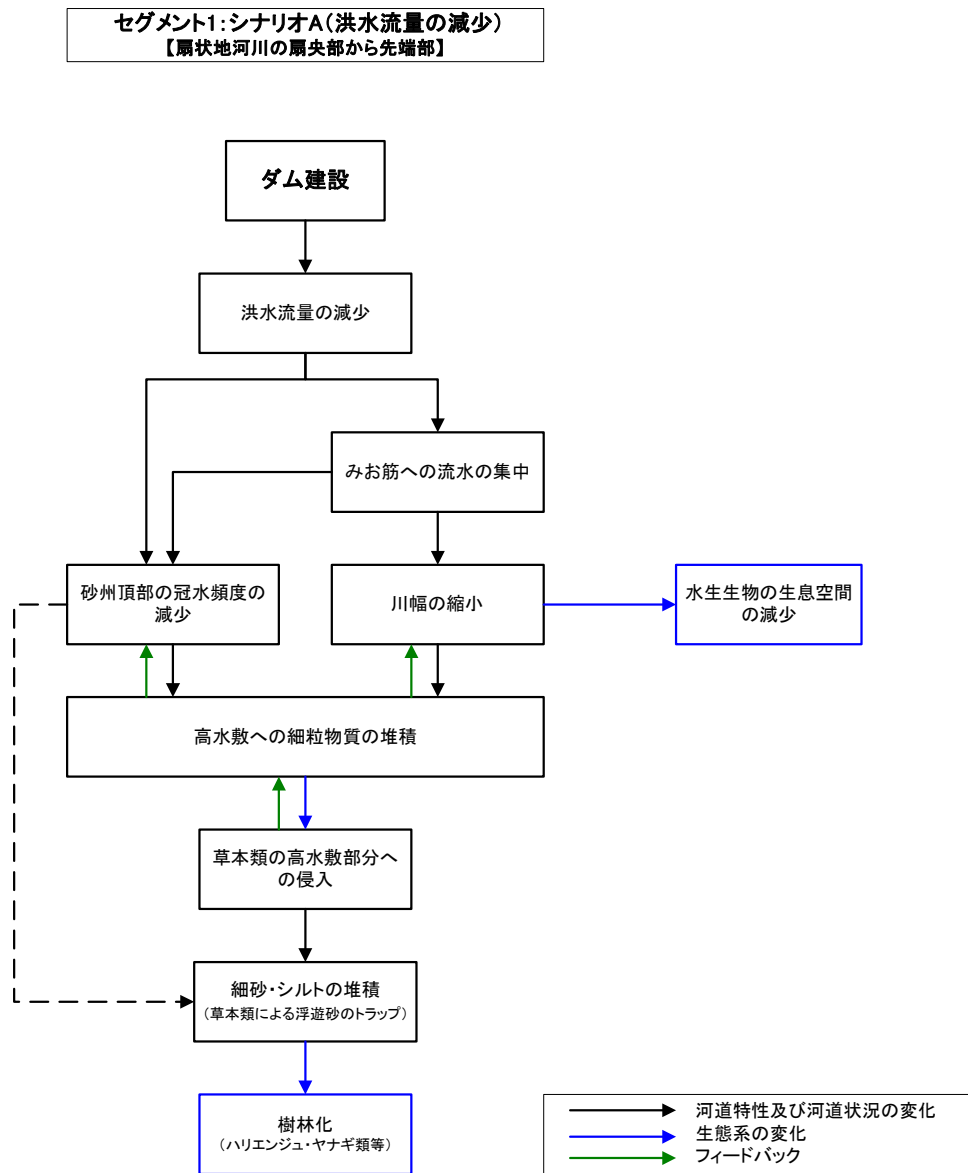 セグメント1:シナリオA(洪水流量の減少)
【扇状地河川の扇央部から先端部】
ダム建設
洪水流量の減少
みお筋への流水の集中
砂州頂部の冠水頻度の
減少
川幅の縮小
水生生物の生息空間
の減少
高水敷への細粒物質の堆積
草本類の高水敷部分へ
の侵入
細砂・シルトの堆積
(草本類による浮遊砂のトラップ)
樹林化
(ハリエンジュ・ヤナギ類等)
河道特性及び河道状況の変化
生態系の変化
フィードバック